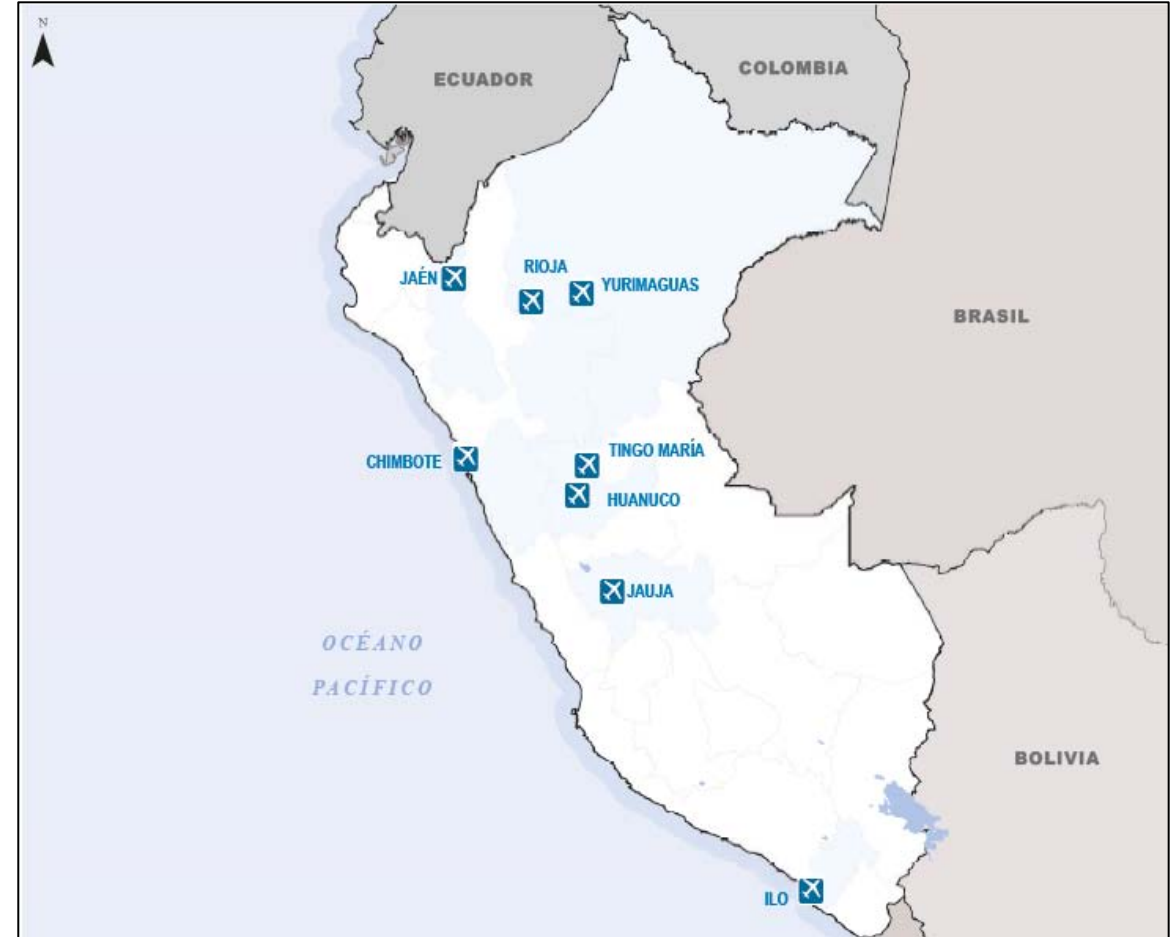 N
ECUADOR
COLOMBIA
RIOJA
JAÉN
YURIMAGUAS
BRASIL
TINGO MARÍA
CHIMBOTE
HUANUCO
JAUJA
OCÉANO
PACÍFICO
BOLIVIA
ILO